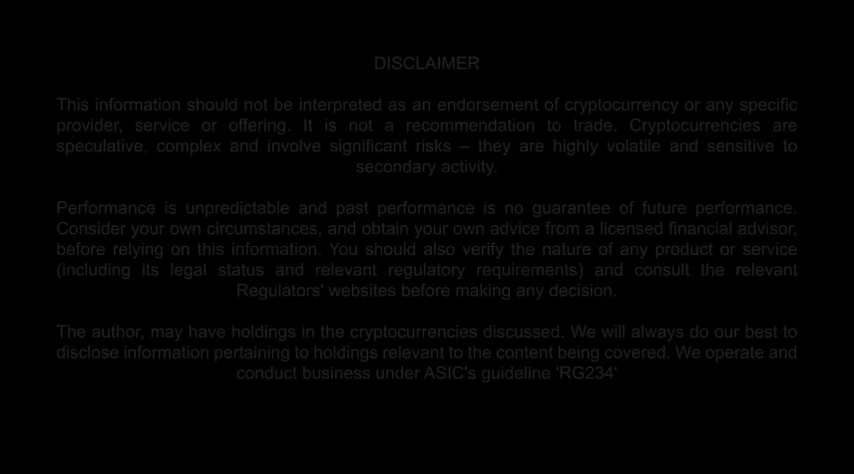 DISCLAIMER
This information should not be interpreted as an endorsement of cryptocurrency or any specific
provider, service or offering. It is not a recommendation to trade. Cryptocurrencies are
speculative, complex and involve significant risks – they are highly volatile and sensitive to
secondary activity.
Performance is unpredictable and past performance is no guarantee of future performance.
Consider your own circumstances, and obtain your own advice from a licensed financial advisor,
before relying on this information. You should also verify the nature of any product or service
(including its legal status and relevant regulatory requirements) and consult the relevant
Regulators' websites before making any decision.
The author, may have holdings in the cryptocurrencies discussed. We will always do our best to
disclose information pertaining to holdings relevant to the content being covered. We operate and
conduct business under ASIC's guideline 'RG234'